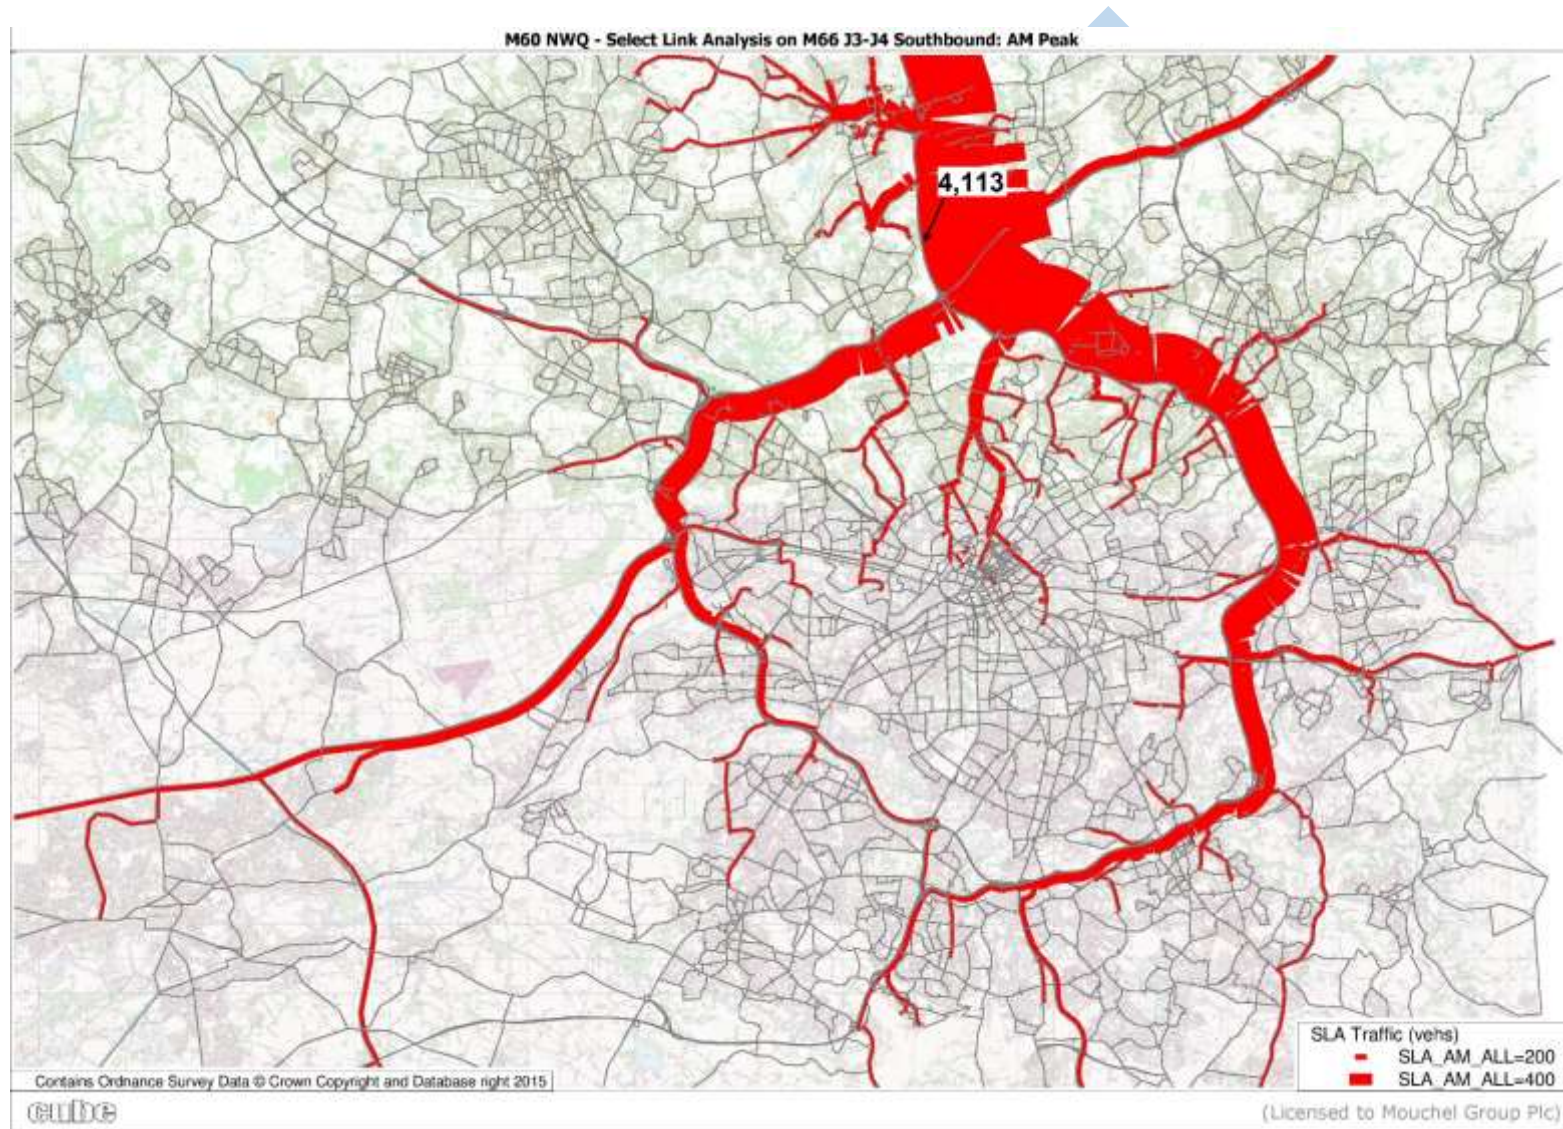 M60 NWQ - Select Link Analysis on M66 J3-J4 Southbound: AM Peak
4,113
SLA Traffic (vehs)
SLA_AM_ALL=200
SLA_AM_ALL=400
Contains Ordnance Survey Data © Crown Copyright and Database right 2015
cube
(Licensed to Mouchel Group Plc)